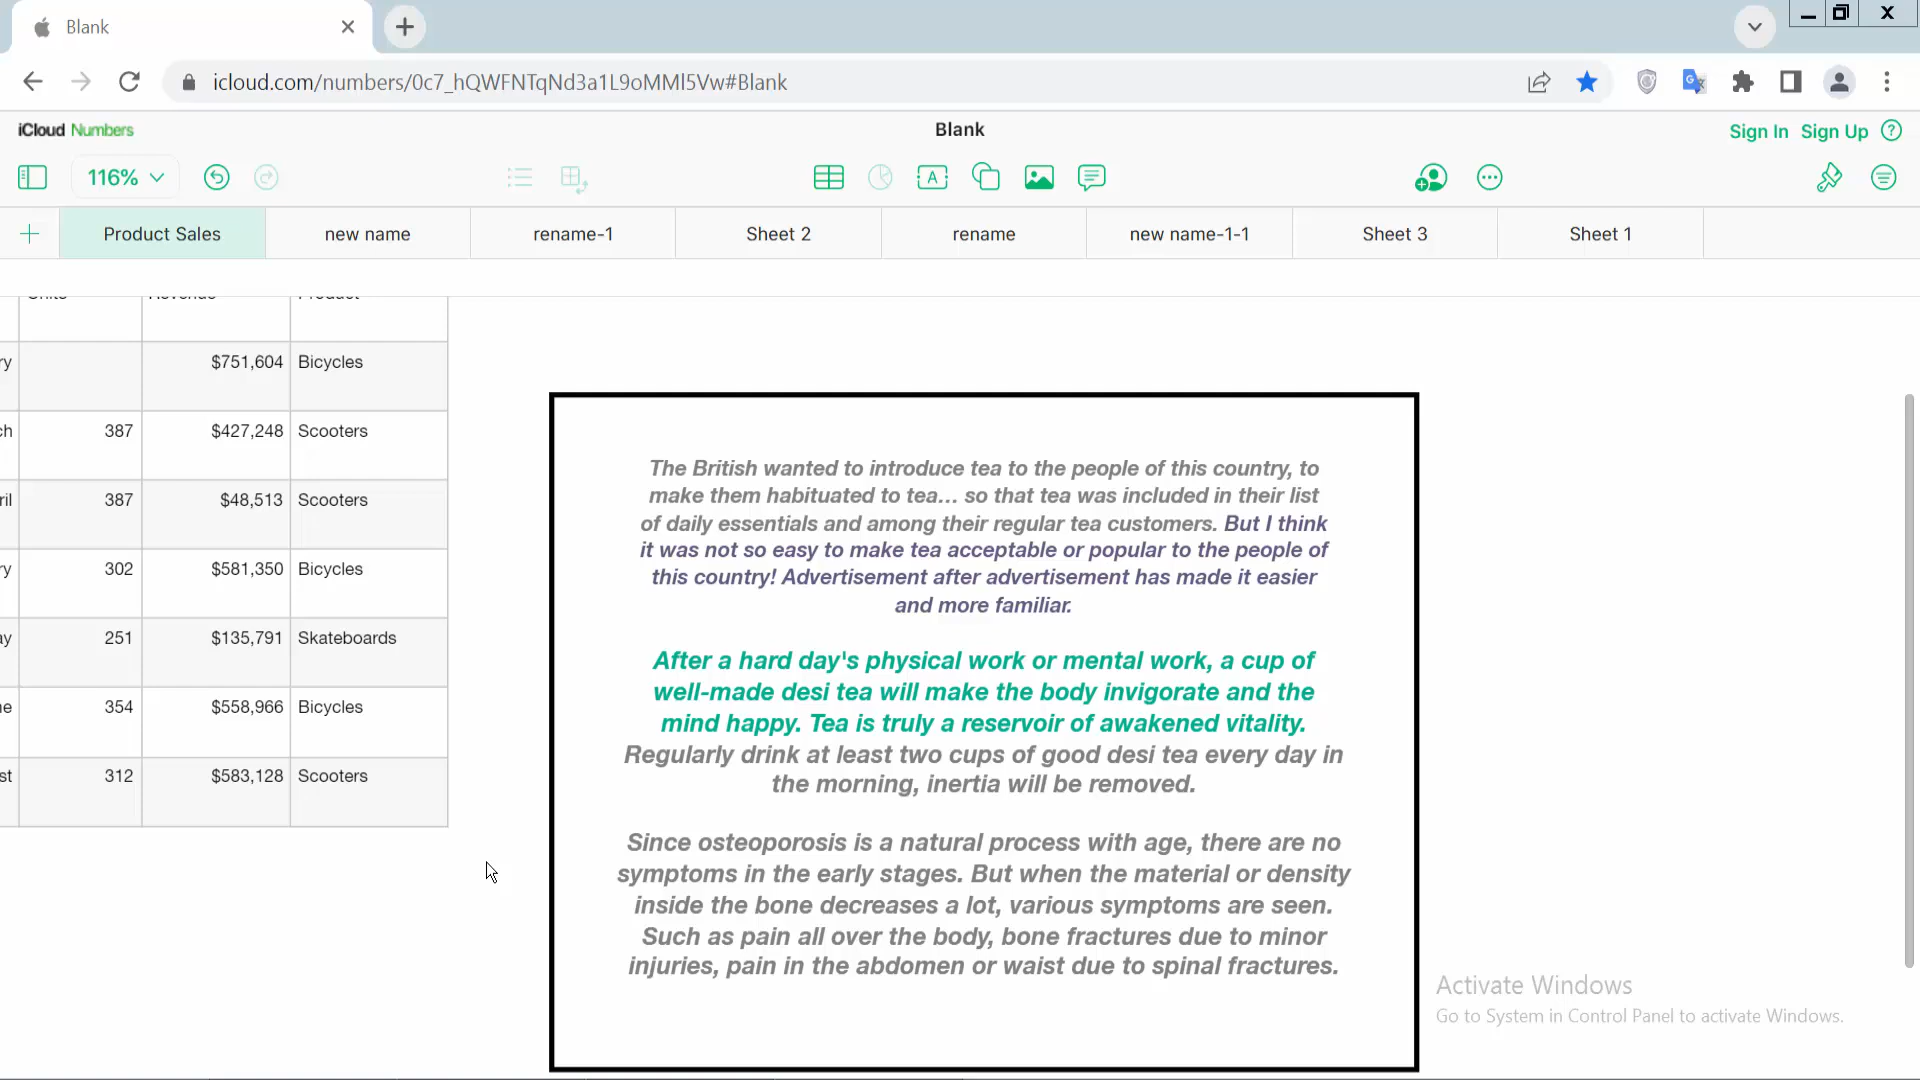 Blank
icloud.com/numbers/0c7_hQWFNTqNd3a1L9oMMl5Vw#Blank
iCloud Numbers
Blank
Sign In Sign Up
116%
Product Sales
new name
rename-1
Sheet 2
rename
new name-1-1
Sheet 3
Sheet 1
Units Revenue Product
ry $751,604 Bicycles
ch 387 $427,248 Scooters
ril 387 $48,513 Scooters
ry 302 $581,350 Bicycles
ay 251 $135,791 Skateboards
ne 354 $558,966 Bicycles
st 312 $583,128 Scooters
The British wanted to introduce tea to the people of this country, to
make them habituated to tea... so that tea was included in their list
of daily essentials and among their regular tea customers. But I think
it was not so easy to make tea acceptable or popular to the people of
this country! Advertisement after advertisement has made it easier
and more familiar.
After a hard day's physical work or mental work, a cup of
well-made desi tea will make the body invigorate and the
mind happy. Tea is truly a reservoir of awakened vitality.
Regularly drink at least two cups of good desi tea every day in
the morning, inertia will be removed.
Since osteoporosis is a natural process with age, there are no
symptoms in the early stages. But when the material or density
inside the bone decreases a lot, various symptoms are seen.
Such as pain all over the body, bone fractures due to minor
injuries, pain in the abdomen or waist due to spinal fractures.
Activate Windows
Go to System in Control Panel to activate Windows.